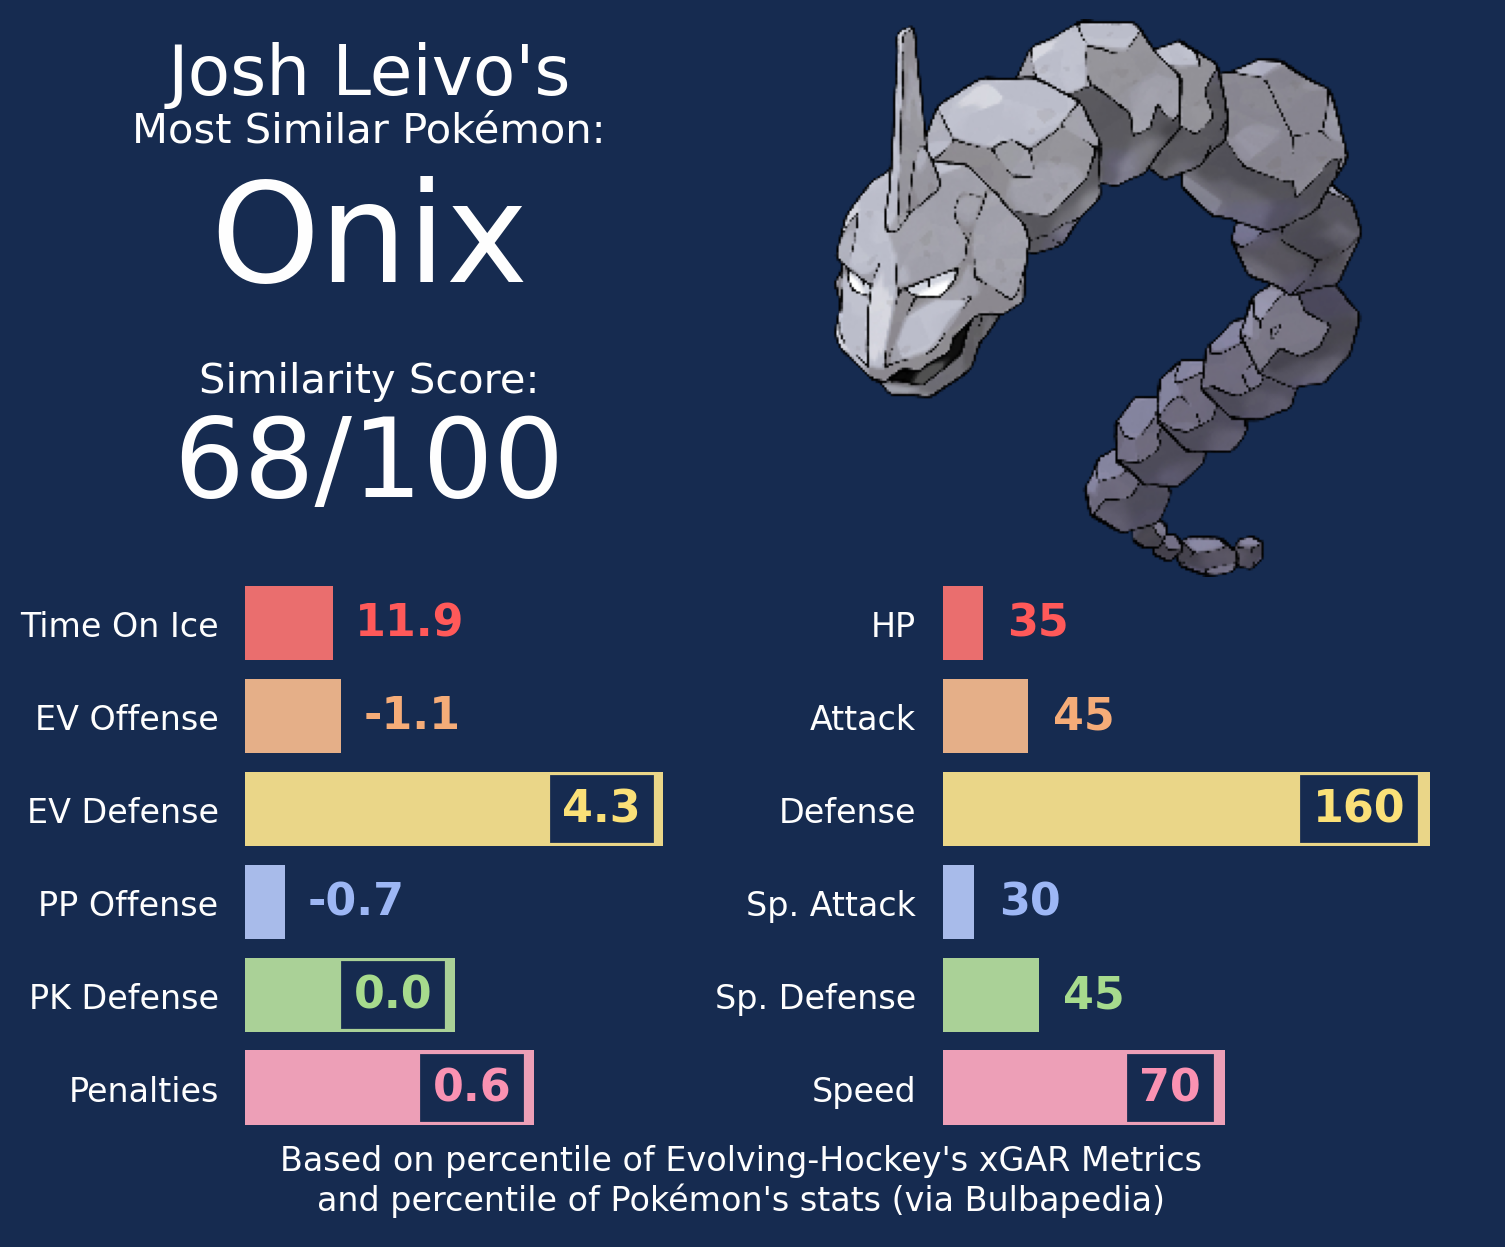 Josh Leivo's
Most Similar Pokémon:
Onix
Similarity Score:
68/100
Time On Ice 11.9
EV Offense -1.1
EV Defense 4.3
PP Offense -0.7
PK Defense 0.0
Penalties 0.6
HP 35
Attack 45
Defense 160
Sp. Attack 30
Sp. Defense 45
Speed 70
Based on percentile of Evolving-Hockey's xGAR Metrics
and percentile of Pokémon's stats (via Bulbapedia)